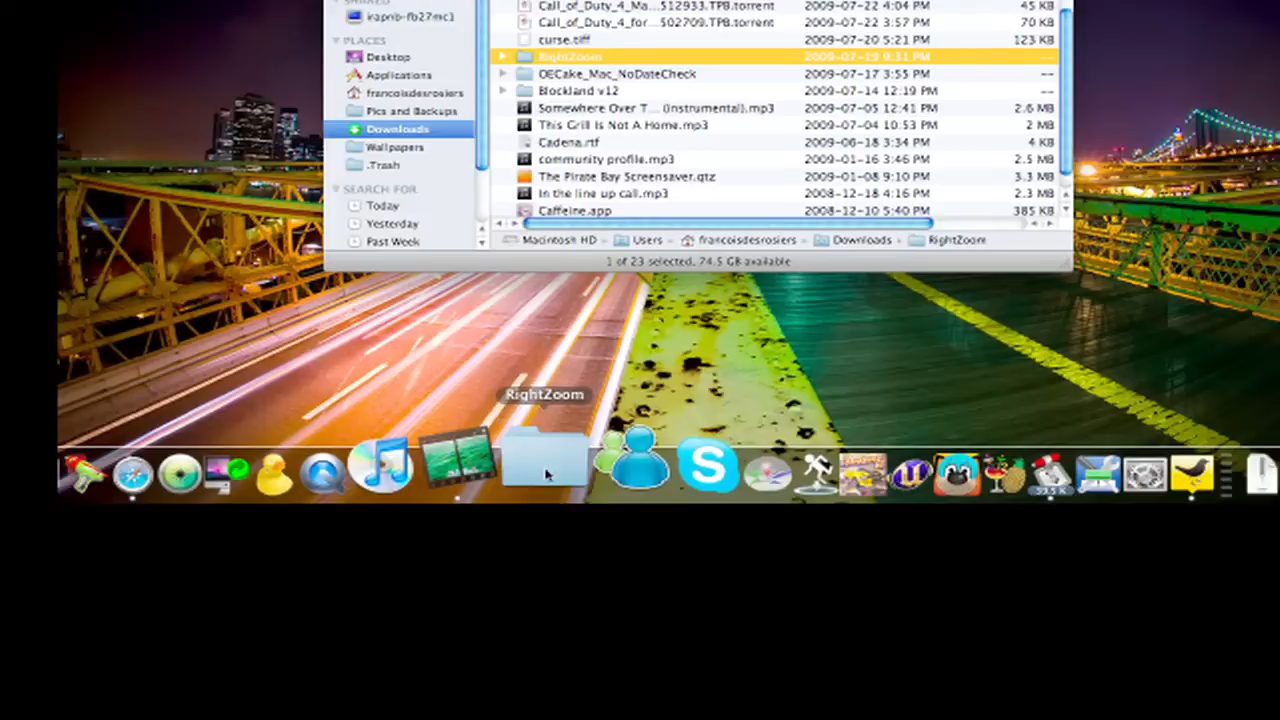 SHARED
irapnb-fb27mc1
PLACES
Desktop
Applications
francoisdesrosiers
Pics and Backups
Downloads
Wallpapers
.Trash
SEARCH FOR
Today
Yesterday
Past Week
Call_of_Duty_4_Ma...512933.TPB.torrent 2009-07-22 4:04 PM 45 KB
Call_of_Duty_4_for...502709.TPB.torrent 2009-07-22 3:57 PM 70 KB
curse.tiff 2009-07-20 5:21 PM 123 KB
RightZoom 2009-07-19 9:31 PM --
OECake_Mac_NoDateCheck 2009-07-17 3:55 PM --
Blockland v12 2009-07-14 12:19 PM --
Somewhere Over T... (instrumental).mp3 2009-07-05 12:41 PM 2.6 MB
This Grill Is Not A Home.mp3 2009-07-04 10:53 PM 2 MB
Cadena.rtf 2009-06-18 3:34 PM 4 KB
community profile.mp3 2009-01-16 3:46 PM 2.5 MB
The Pirate Bay Screensaver.qtz 2009-01-08 9:10 PM 3.3 MB
In the line up call.mp3 2008-12-18 4:16 PM 2.3 MB
Caffeine.app 2008-12-10 5:40 PM 385 KB
Macintosh HD Users francoisdesrosiers Downloads RightZoom
1 of 23 selected, 74.5 GB available
RightZoom